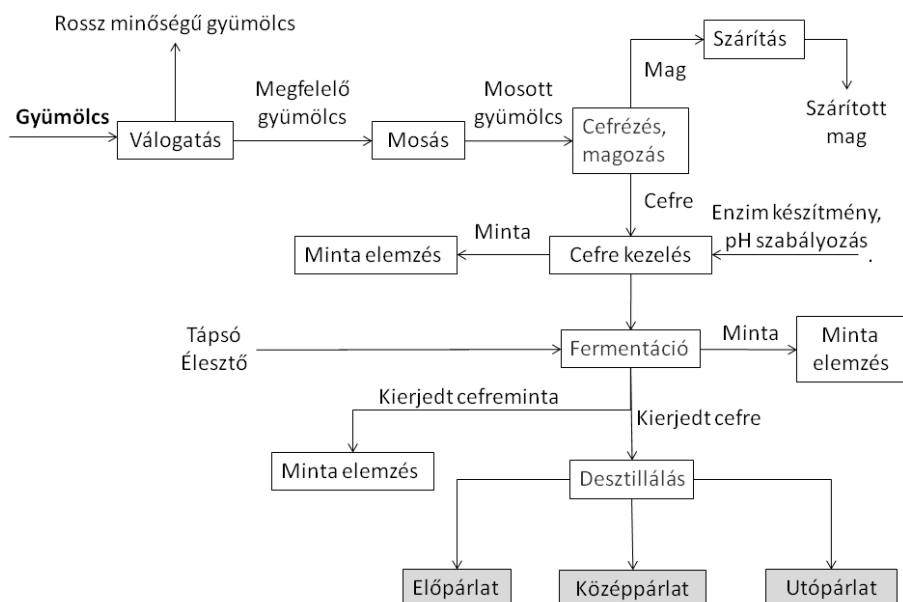 Rossz minőségű gyümölcs
Szárítás
Mag
Gyümölcs
Megfelelő
gyümölcs
Mosott
gyümölcs
Szárított
mag
Válogatás
Mosás
Cefrézés,
magozás
Cefre
Enzim készítmény,
pH szabályozás
.
Minta elemzés
Minta
Cefre kezelés
Tápsó
Élesztő
Fermentáció
Minta
Minta
elemzés
Kierjedt cefreminta
Kierjedt cefre
Minta elemzés
Desztillálás
Előpárlat
Középpárlat
Utópárlat